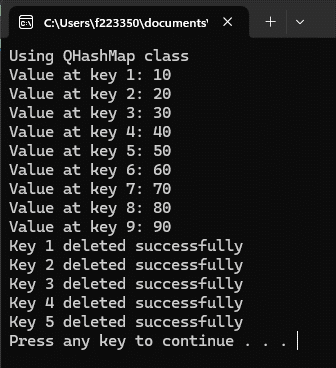 C:\Users\f223350\documents\
Using QHashMap class
Value at key 1: 10
Value at key 2: 20
Value at key 3: 30
Value at key 4: 40
Value at key 5: 50
Value at key 6: 60
Value at key 7: 70
Value at key 8: 80
Value at key 9: 90
Key 1 deleted successfully
Key 2 deleted successfully
Key 3 deleted successfully
Key 4 deleted successfully
Key 5 deleted successfully
Press any key to continue . . .